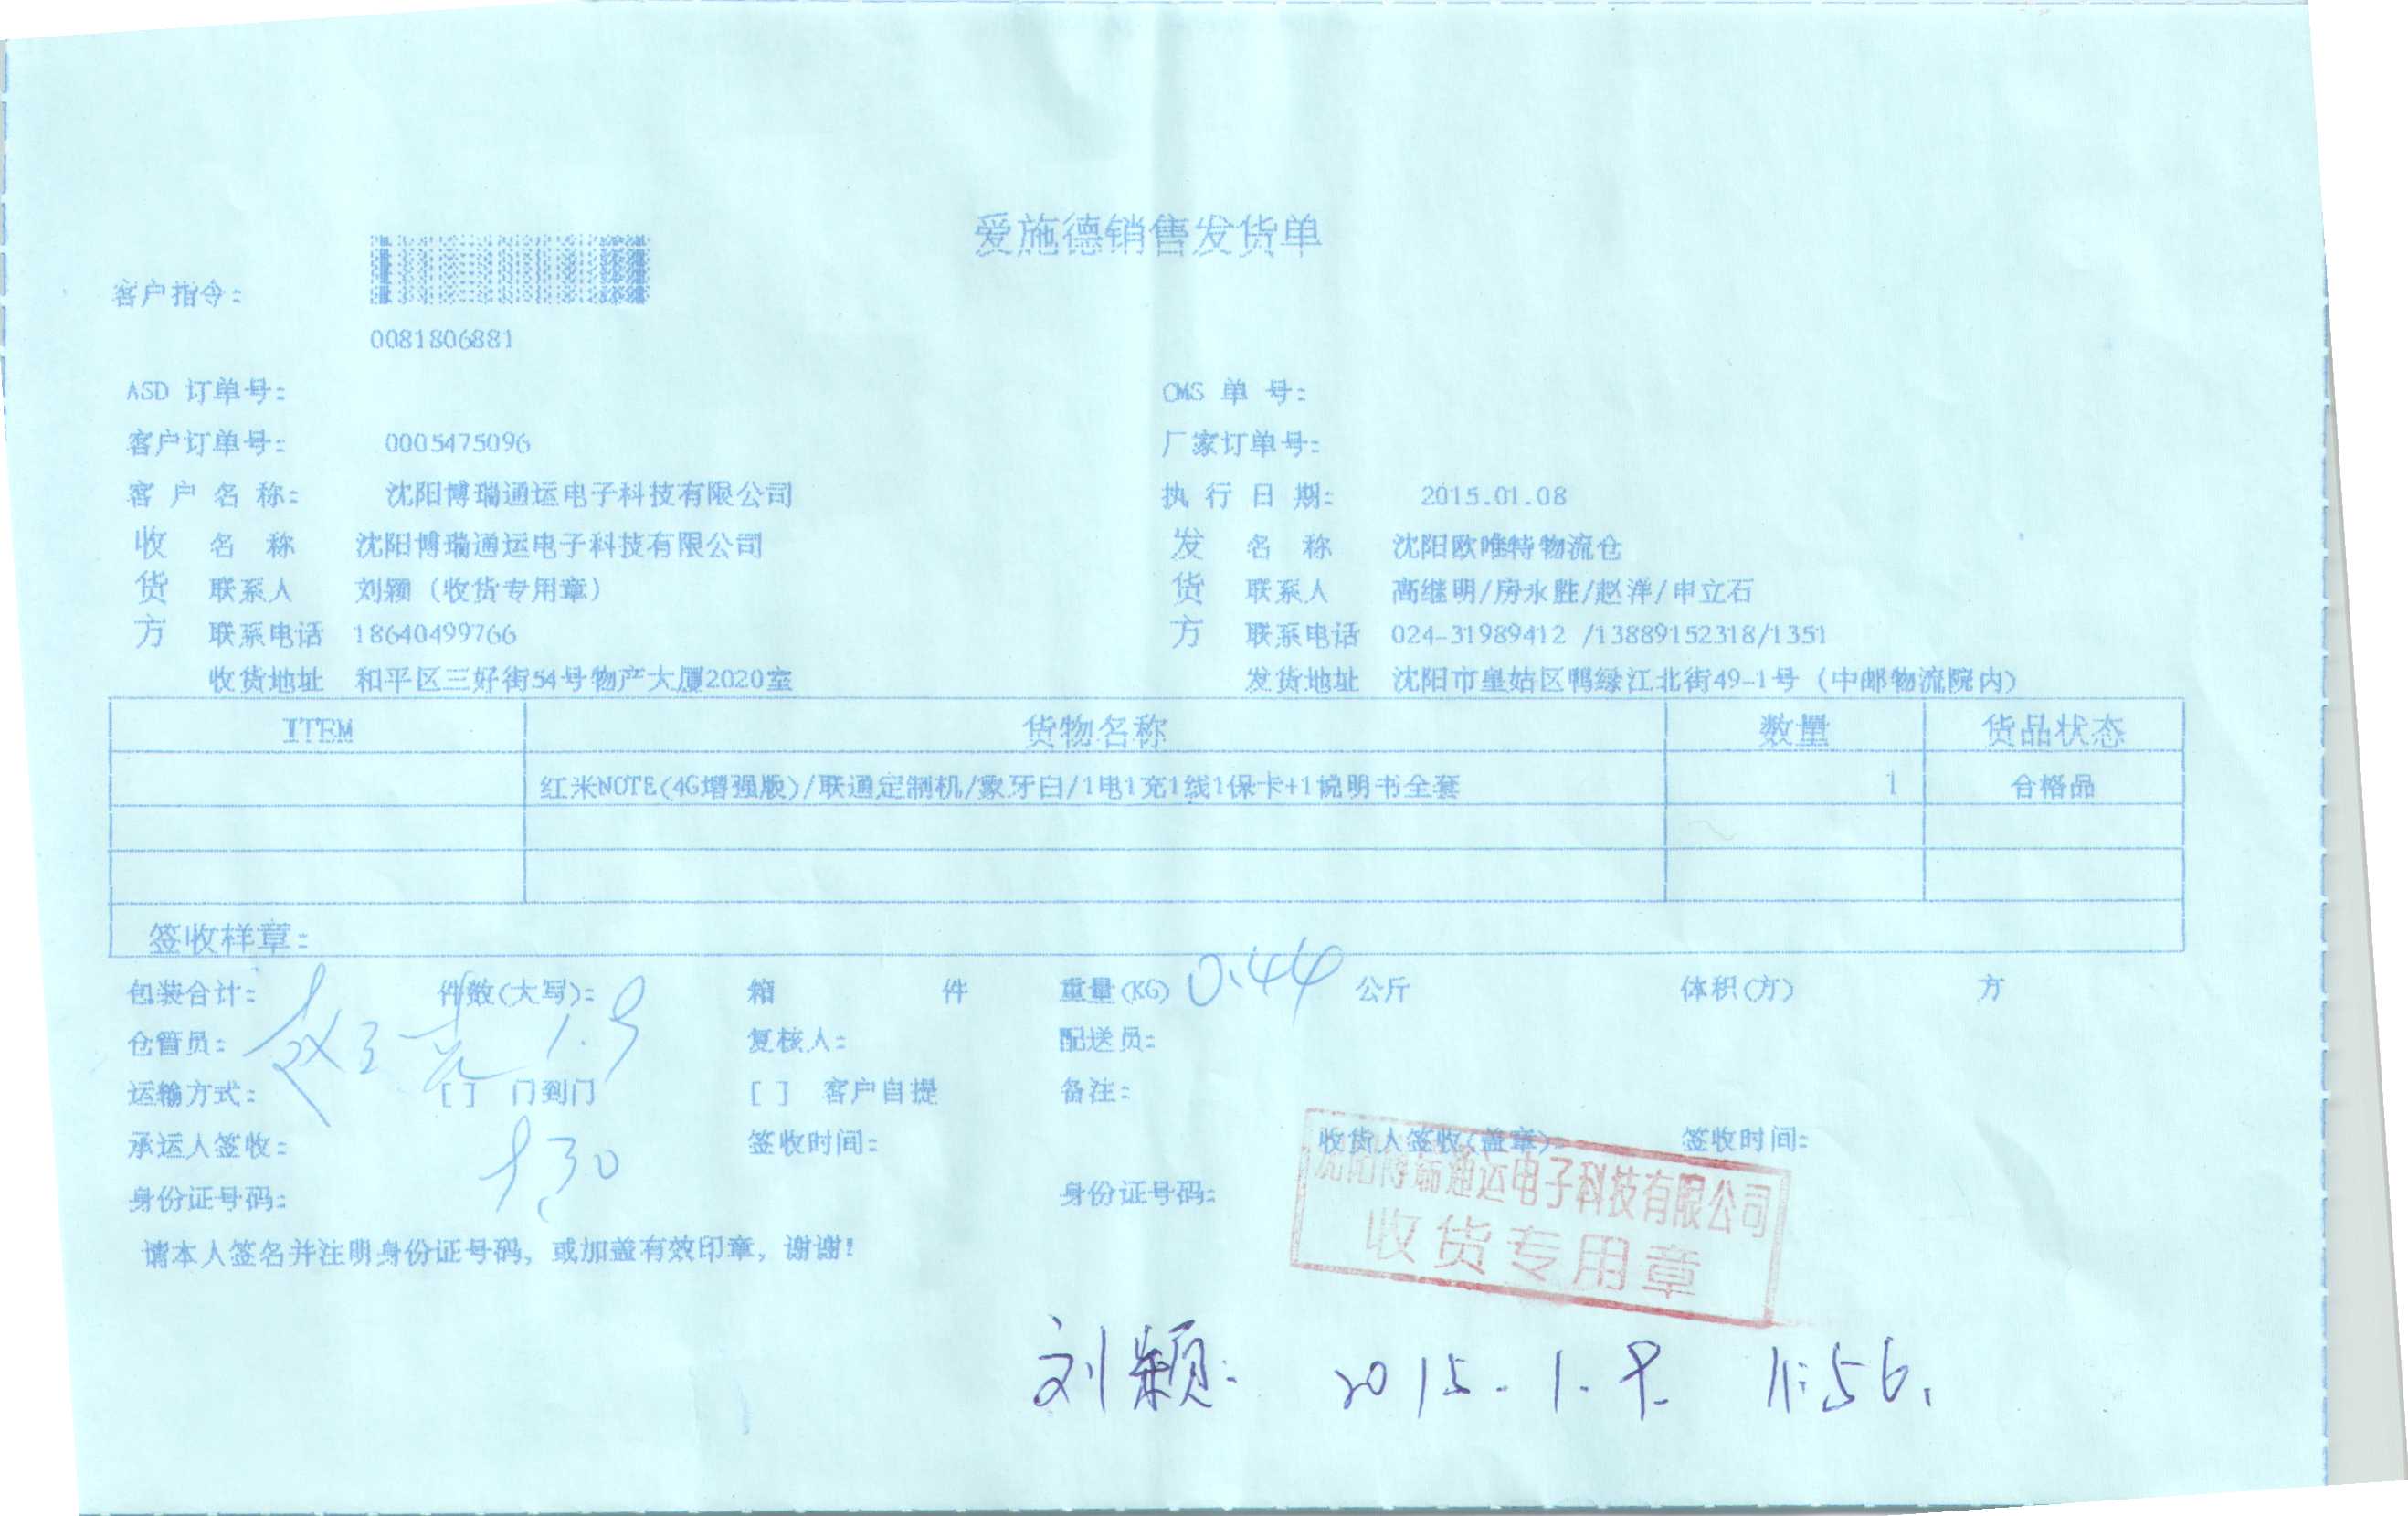 爱施德销售发货单
客户指令:
0081806881
ASD 订单号: CMS 单 号:
客户订单号: 0005475096 厂家订单号:
客 户 名 称: 沈阳博瑞通运电子科技有限公司 执 行 日 期: 2015.01.08
收 名 称 沈阳博瑞通运电子科技有限公司 发 名 称 沈阳欧唯特物流仓
货 联系人 刘颖（收货专用章） 货 联系人 高继明/房永胜/赵洋/申立石
方 联系电话 18640499766 方 联系电话 024-31989412 /13889152318/1351
收货地址 和平区三好街54号物产大厦2020室 发货地址 沈阳市皇姑区鸭绿江北街49-1号（中邮物流院内）
ITEM 货物名称 数量 货品状态
红米NOTE(4G增强版)/联通定制机/象牙白/1电1充1线1保卡+1说明书全套 1 合格品
签收样章:
包装合计: 件数(大写): 箱 件 重量(KG) 0.44 公斤 体积(方) 方
仓管员: 1.9 复核人: 配送员:
运输方式: [ ] 门到门 [ ] 客户自提 备注:
承运人签收: 签收时间: 收货人签收(盖章) 签收时间:
身份证号码: 身份证号码:
沈阳博瑞通运电子科技有限公司
收货专用章
请本人签名并注明身份证号码，或加盖有效印章，谢谢!
刘颖: 2015.1.9. 11:56.